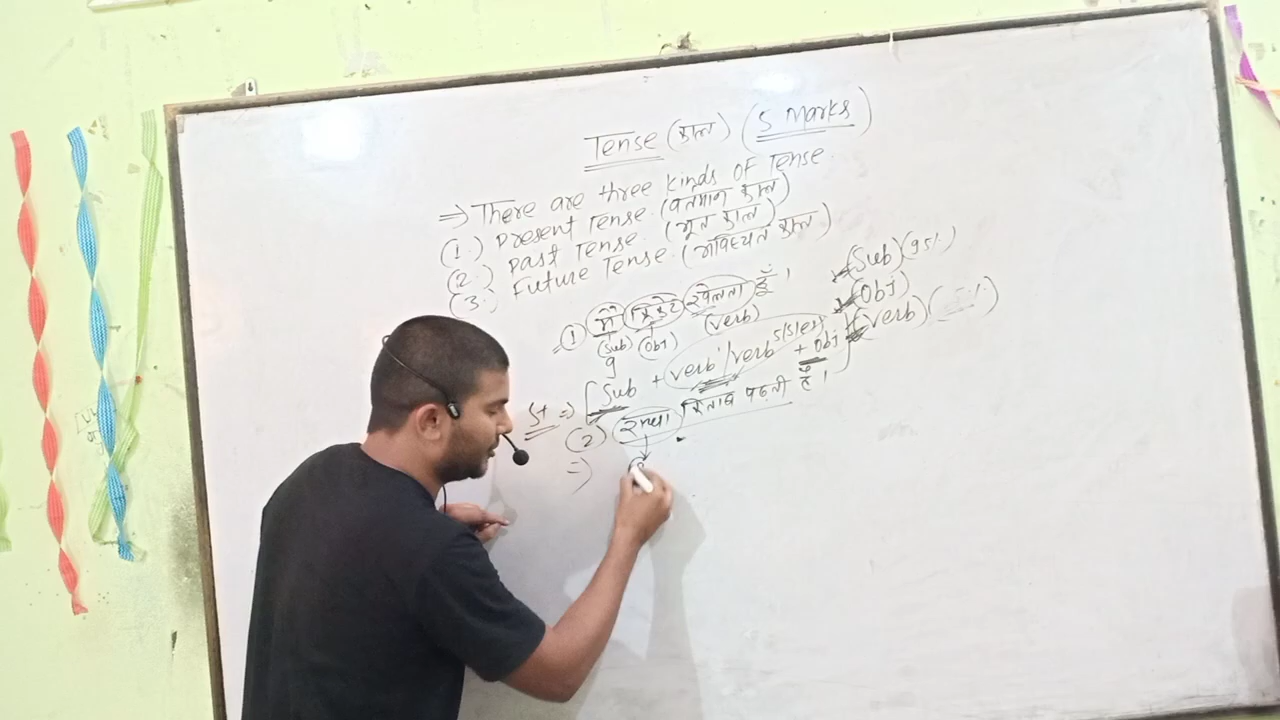 Tense (काल) (5 Marks)
=> There are three kinds of Tense.
(1.) Present Tense. (वर्तमान काल)
(2.) Past Tense. (भूत काल)
(3.) Future Tense. (भविष्यत काल)
=> (1) मैं क्रिकेट खेलता हूँ।
(Sub) (Obj) (verb)
St => [Sub + verb¹/verb s/es + Obj]
(2) राधा किताब पढ़ती है।
=>
(Sub) (95%)
(Obj)
(verb)